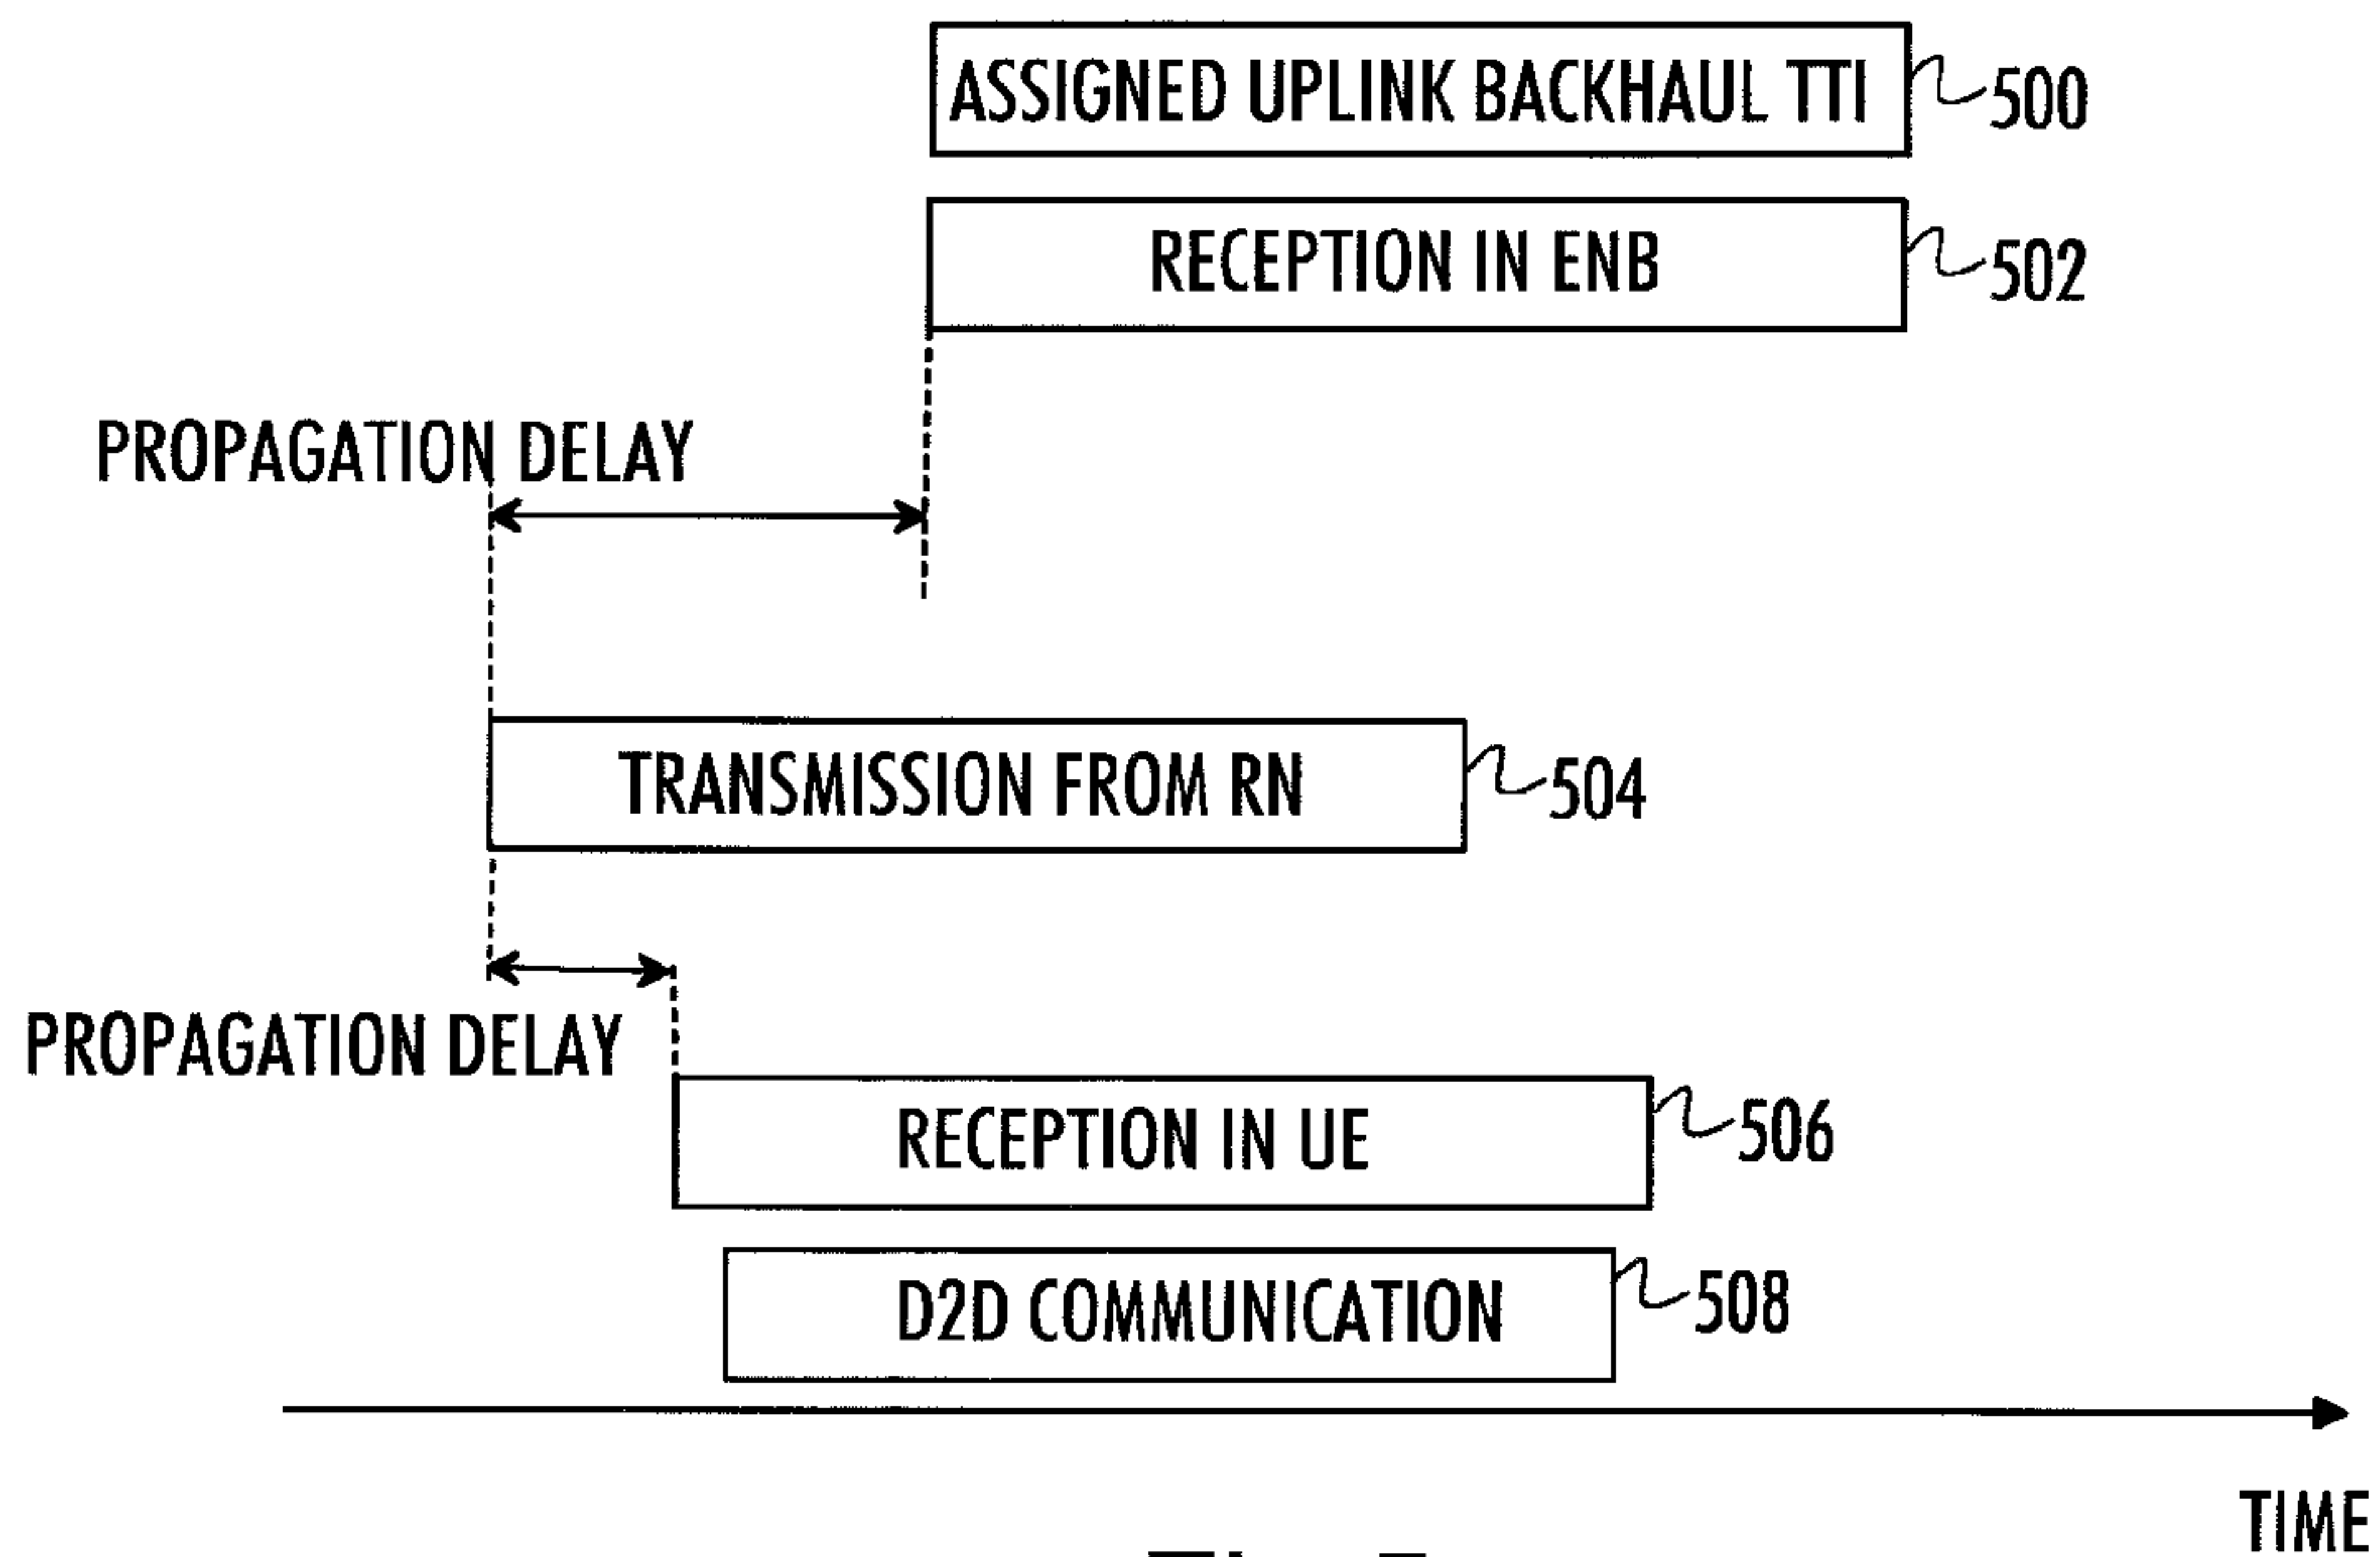 ASSIGNED UPLINK BACKHAUL TTI
500
RECEPTION IN ENB
502
PROPAGATION DELAY
TRANSMISSION FROM RN
504
PROPAGATION DELAY
RECEPTION IN UE
506
D2D COMMUNICATION
508
TIME